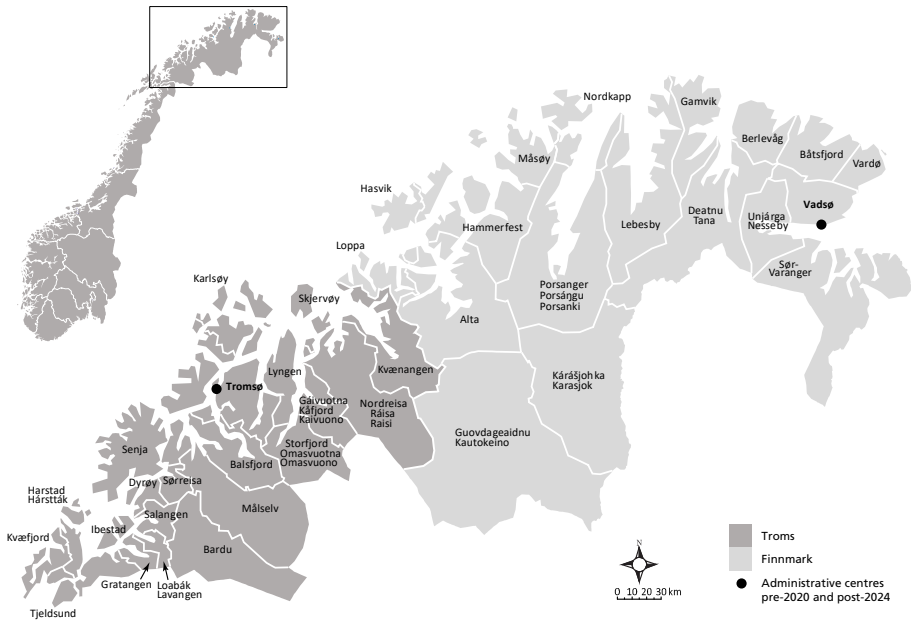 Nordkapp
Gamvik
Berlevåg
Båtsfjord
Vardø
Måsøy
Hasvik
Vadsø
Deatnu
Tana
Unjárga
Nesseby
Hammerfest
Lebesby
Loppa
Sør-
Varanger
Karlsøy
Skjervøy
Porsanger
Porsángu
Porsanki
Alta
Lyngen
Kvænangen
Kárášjohka
Karasjok
Tromsø
Gáivuotna
Kåfjord
Kaivuono
Nordreisa
Ráisa
Raisi
Guovdageaidnu
Kautokeino
Senja
Storfjord
Omasvuotna
Omasvuono
Balsfjord
Dyrøy
Sørreisa
Harstad
Hárstták
Målselv
Salangen
Ibestad
Kvæfjord
Bardu
Gratangen
Loabák
Lavangen
Tjeldsund
N
0 10 20 30 km
Troms
Finnmark
Administrative centres
pre-2020 and post-2024